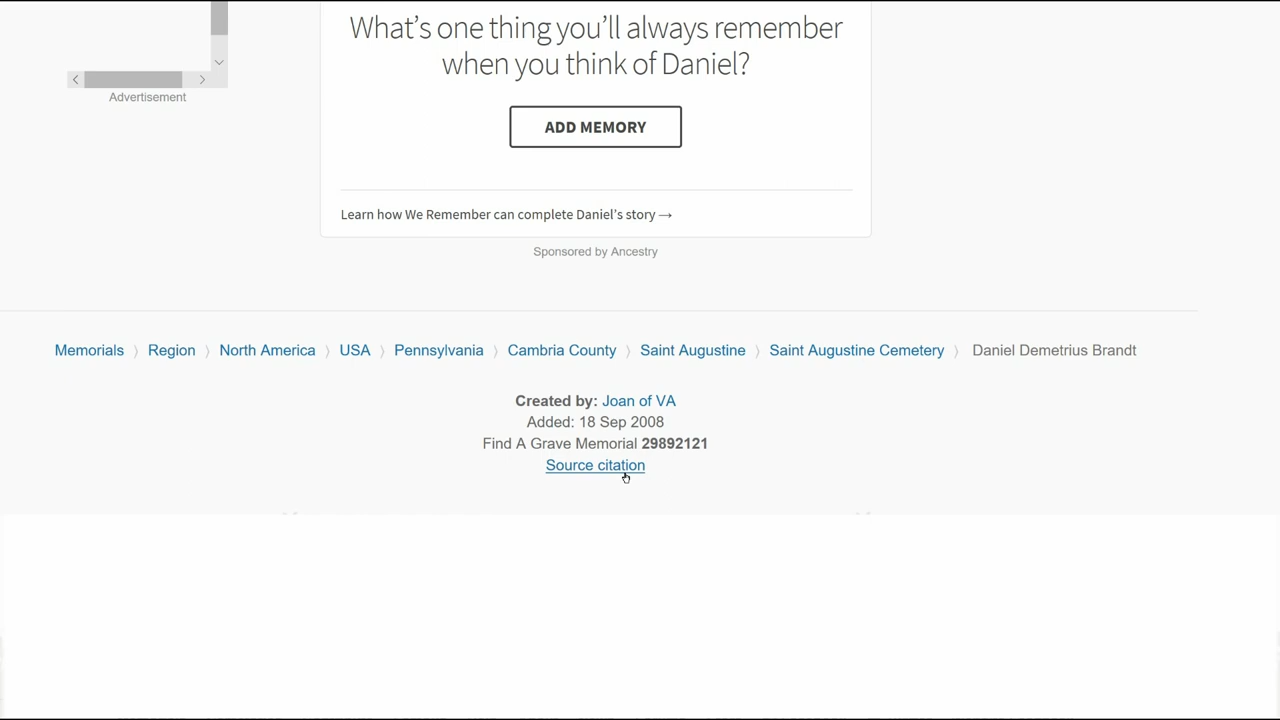 What's one thing you'll always remember
when you think of Daniel?
ADD MEMORY
Advertisement
Learn how We Remember can complete Daniel's story →
Sponsored by Ancestry
Memorials 〉 Region 〉 North America 〉 USA 〉 Pennsylvania 〉 Cambria County 〉 Saint Augustine 〉 Saint Augustine Cemetery 〉 Daniel Demetrius Brandt
Created by: Joan of VA
Added: 18 Sep 2008
Find A Grave Memorial 29892121
Source citation